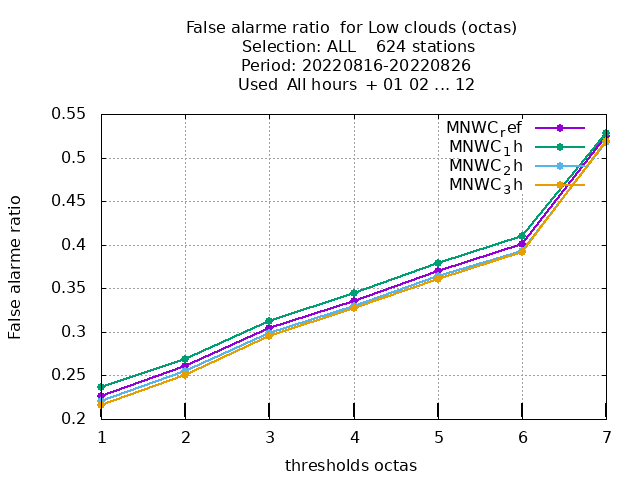 False alarme ratio  for Low clouds (octas)
Selection: ALL    624 stations
Period: 20220816-20220826
Used  All hours  + 01 02 ... 12
0.55
0.5
0.45
0.4
0.35
0.3
0.25
0.2
False alarme ratio
MNWC_ref
MNWC_1h
MNWC_2h
MNWC_3h
1 2 3 4 5 6 7
thresholds octas